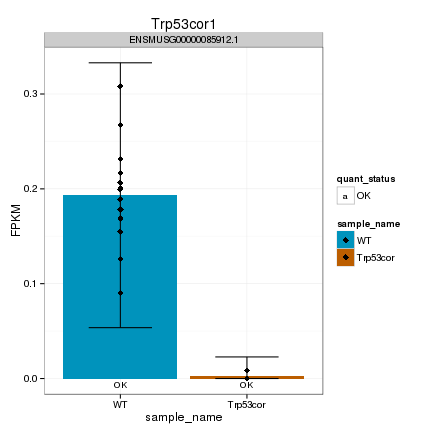 Trp53cor1
ENSMUSG00000085912.1
FPKM
0.3
0.2
0.1
0.0
OK
OK
WT
Trp53cor
sample_name
quant_status
a OK
sample_name
WT
Trp53cor